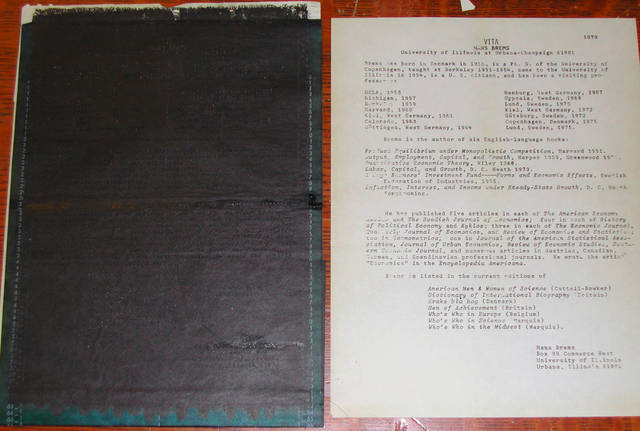 1979
VITA
HANS BREMS
University of Illinois at Urbana-Champaign 61801
Brems was born in Denmark in 1915, is a Ph. D. of the University of
Copenhagen, taught at Berkeley 1951-1954, came to the University of
Illinois in 1954, is a U. S. citizen, and has been a visiting pro-
fessor at
1953 Hamburg, West Germany, 1967
Michigan, 1957 Uppsala, Sweden, 1968
1959 Lund, Sweden, 1970
Harvard, 1960 Kiel, West Germany, 1972
Kiel, West Germany, 1961 Göteborg, Sweden, 1972
Colorado, 1963 Copenhagen, Denmark, 1975
Göttingen, West Germany, 1964 Lund, Sweden, 1975.
Brems is the author of six English-language books:
Product Equilibrium under Monopolistic Competition, Harvard 1951.
Output, Employment, Capital, and Growth, Harper 1959, Greenwood
Quantitative Economic Theory, Wiley 1968.
Labor, Capital, and Growth, D. C. Heath 1973.
Investment Fund--Forms and Economic Effects, Swedish
Federation of Industries, 1975.
Inflation, Interest, and Income under Steady-State Growth, D. C. Heath
forthcoming.
He has published five articles in each of The American Economic
Review and The Swedish Journal of Economics; four in each of History
of Political Economy and Kyklos; three in each of The Economic Journal,
Journal of Economics, and Review of Economics and Statistics;
two in Econometrica, one in Journal of the American Statistical Asso-
ciation, Journal of Urban Economics, Review of Economic Studies,
Economic Journal, and numerous articles in Austrian, Canadian,
German, and Scandinavian professional journals. He wrote the article
"Economics" in the Encyclopedia Americana.
Brems is listed in the current editions of
American Men & Women of Science (Cattell-Bowker)
Dictionary of International Biography (Britain)
Kraks blå bog (Denmark)
Men of Achievement (Britain)
Who's Who in Europe (Belgium)
Who's Who in Science (Marquis)
Who's Who in the Midwest (Marquis).
Hans Brems
Box 99 Commerce West
University of Illinois
Urbana, Illinois 61801